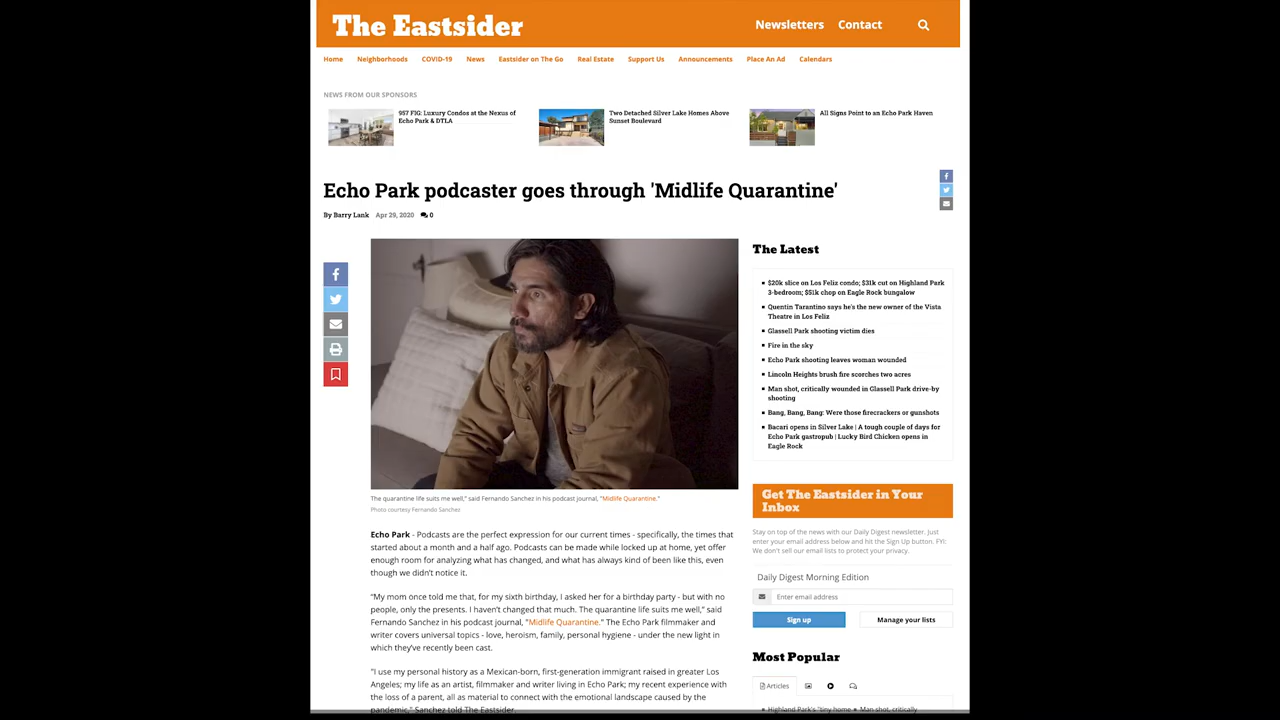 The Eastsider
Newsletters Contact
Home Neighborhoods COVID-19 News Eastsider on The Go Real Estate Support Us Announcements Place An Ad Calendars
NEWS FROM OUR SPONSORS
957 FIG: Luxury Condos at the Nexus of
Echo Park & DTLA
Two Detached Silver Lake Homes Above
Sunset Boulevard
All Signs Point to an Echo Park Haven
Echo Park podcaster goes through 'Midlife Quarantine'
By Barry Lank Apr 29, 2020 0
The quarantine life suits me well," said Fernando Sanchez in his podcast journal, "Midlife Quarantine."
Photo courtesy Fernando Sanchez
Echo Park - Podcasts are the perfect expression for our current times - specifically, the times that
started about a month and a half ago. Podcasts can be made while locked up at home, yet offer
enough room for analyzing what has changed, and what has always kind of been like this, even
though we didn't notice it.
"My mom once told me that, for my sixth birthday, I asked her for a birthday party - but with no
people, only the presents. I haven't changed that much. The quarantine life suits me well," said
Fernando Sanchez in his podcast journal, "Midlife Quarantine." The Echo Park filmmaker and
writer covers universal topics - love, heroism, family, personal hygiene - under the new light in
which they've recently been cast.
"I use my personal history as a Mexican-born, first-generation immigrant raised in greater Los
Angeles; my life as an artist, filmmaker and writer living in Echo Park; my recent experience with
the loss of a parent, all as material to connect with the emotional landscape caused by the
pandemic," Sanchez told The Eastsider.
The Latest
$20k slice on Los Feliz condo; $31k cut on Highland Park
3-bedroom; $51k chop on Eagle Rock bungalow
Quentin Tarantino says he's the new owner of the Vista
Theatre in Los Feliz
Glassell Park shooting victim dies
Fire in the sky
Echo Park shooting leaves woman wounded
Lincoln Heights brush fire scorches two acres
Man shot, critically wounded in Glassell Park drive-by
shooting
Bang, Bang, Bang: Were those firecrackers or gunshots
Bacari opens in Silver Lake | A tough couple of days for
Echo Park gastropub | Lucky Bird Chicken opens in
Eagle Rock
Get The Eastsider in Your
Inbox
Stay on top of the news with our Daily Digest newsletter. Just
enter your email address below and hit the Sign Up button. FYI:
We don't sell our email lists to protect your privacy.
Daily Digest Morning Edition
Enter email address
Sign up Manage your lists
Most Popular
Articles
Highland Park's "tiny home Man shot, critically